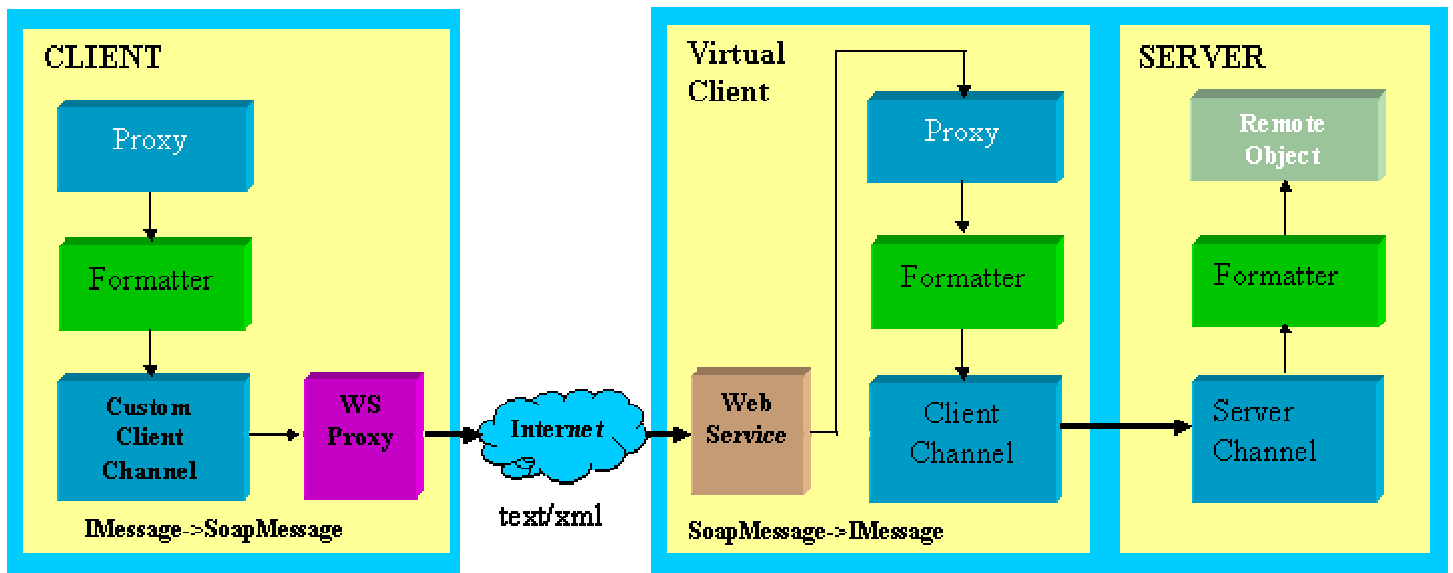 CLIENT
Proxy
Formatter
Custom
Client
Channel
WS
Proxy
IMessage->SoapMessage
Internet
text/xml
Virtual
Client
Proxy
Formatter
Web
Service
Client
Channel
SoapMessage->IMessage
SERVER
Remote
Object
Formatter
Server
Channel